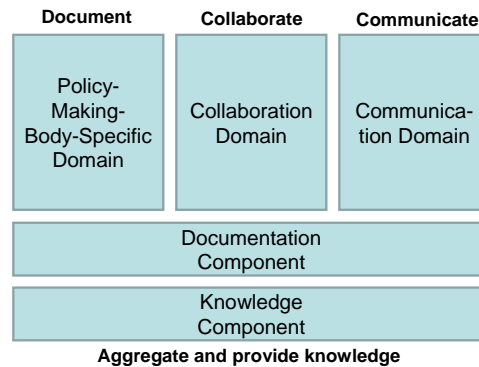 Document
Collaborate
Communicate
Policy-
Making-
Body-Specific
Domain
Collaboration
Domain
Communica-
tion Domain
Documentation
Component
Knowledge
Component
Aggregate and provide knowledge